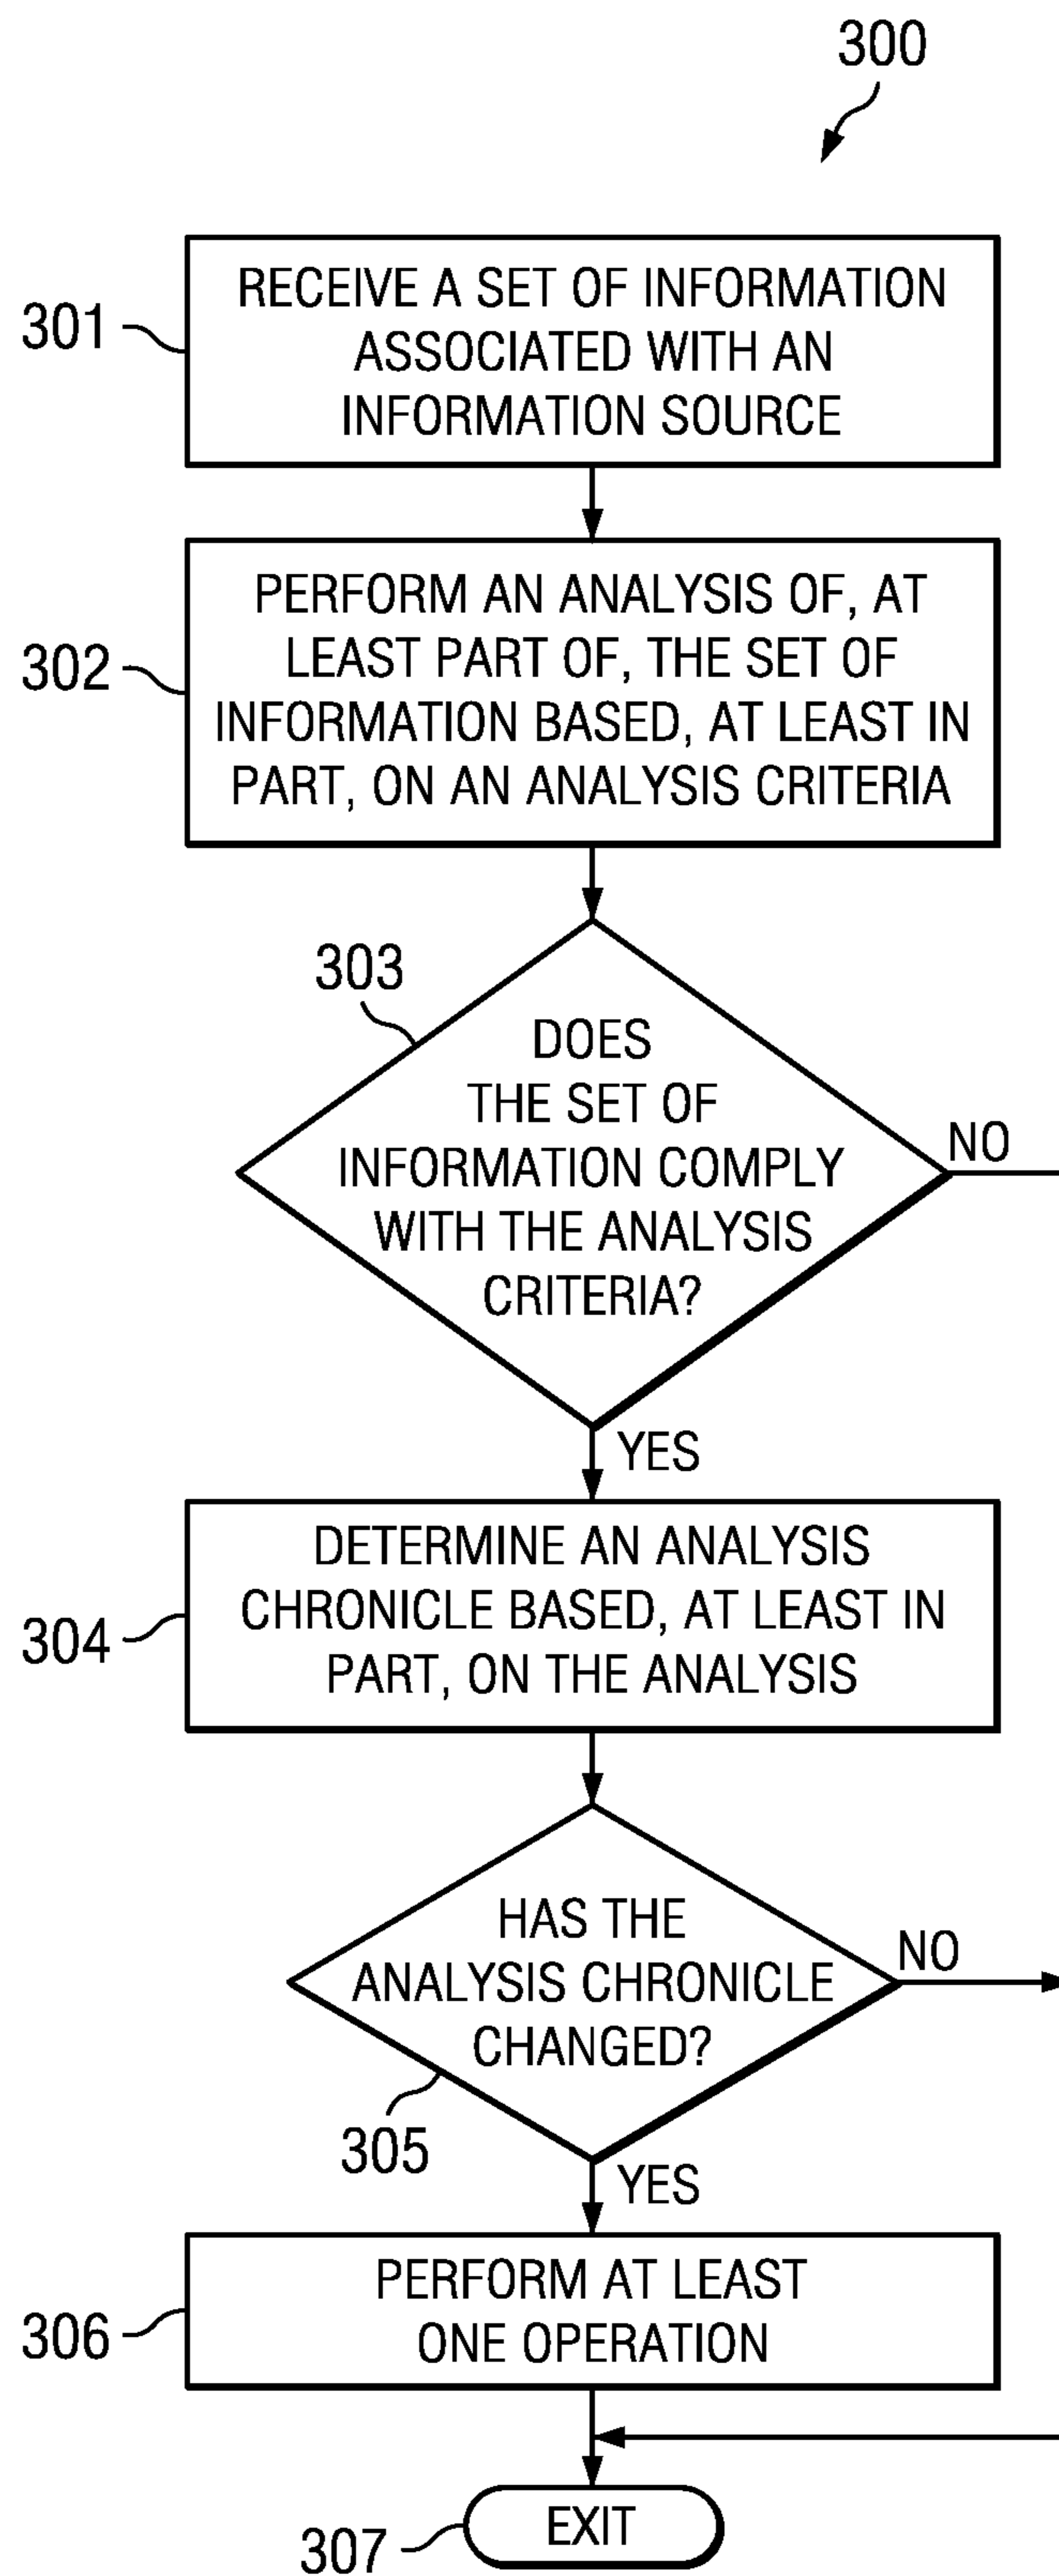 300
301
RECEIVE A SET OF INFORMATION
ASSOCIATED WITH AN
INFORMATION SOURCE
302
PERFORM AN ANALYSIS OF, AT
LEAST PART OF, THE SET OF
INFORMATION BASED, AT LEAST IN
PART, ON AN ANALYSIS CRITERIA
303
DOES
THE SET OF
INFORMATION COMPLY
WITH THE ANALYSIS
CRITERIA?
NO
YES
304
DETERMINE AN ANALYSIS
CHRONICLE BASED, AT LEAST IN
PART, ON THE ANALYSIS
HAS THE
ANALYSIS CHRONICLE
CHANGED?
NO
305
YES
306
PERFORM AT LEAST
ONE OPERATION
307
EXIT